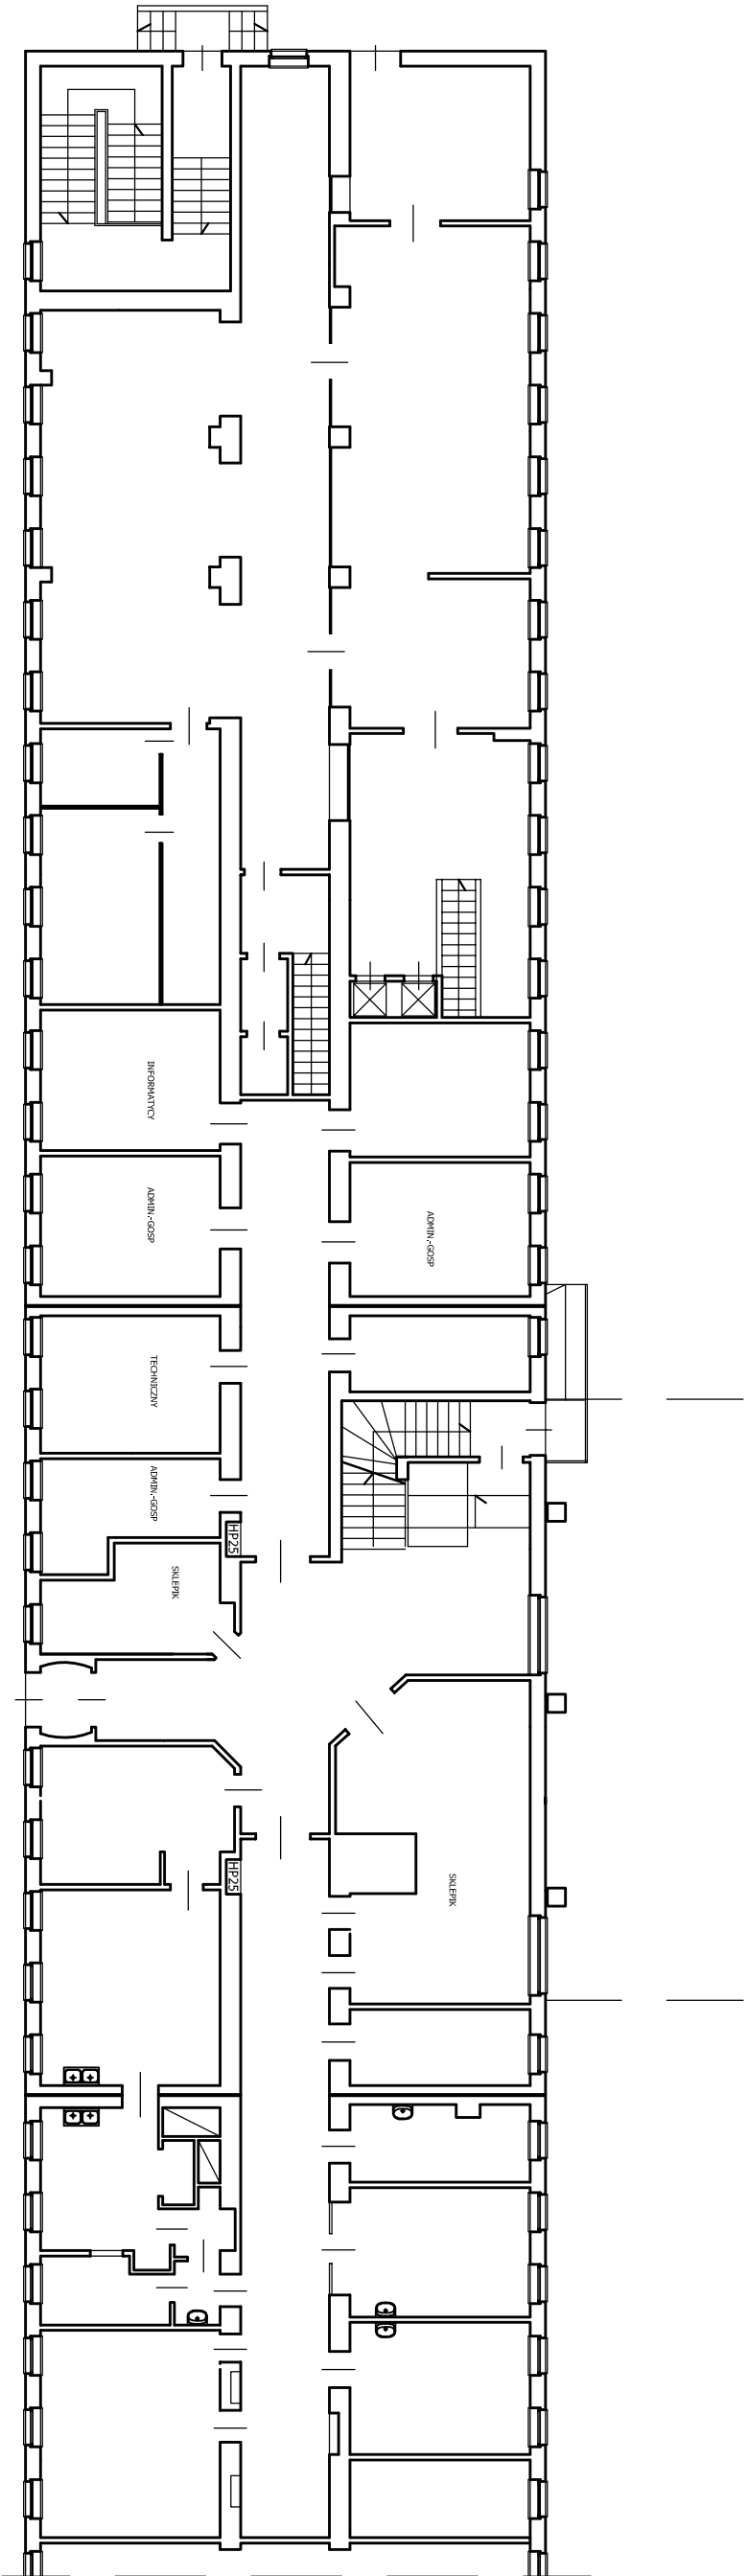 INFORMATYCY
ADMIN.-GOSP
ADMIN.-GOSP
TECHNICZNY
ADMIN.-GOSP
HP25
SKLEPIK
HP25
SKLEPIK